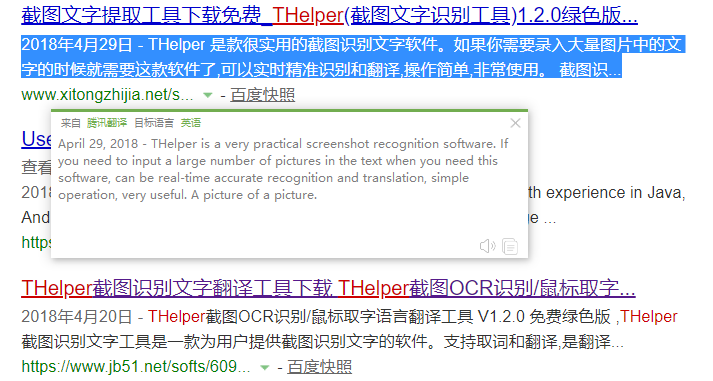 截图文字提取工具下载免费_THelper(截图文字识别工具)1.2.0绿色版...
2018年4月29日 - THelper 是款很实用的截图识别文字软件。如果你需要录入大量图片中的文
字的时候就需要这款软件了,可以实时精准识别和翻译,操作简单,非常使用。 截图识...
www.xitongzhijia.net/s... - 百度快照
来自 腾讯翻译 目标语言 英语
April 29, 2018 - THelper is a very practical screenshot recognition software. If
you need to input a large number of pictures in the text when you need this
software, can be real-time accurate recognition and translation, simple
operation, very useful. A picture of a picture.
Use
查看
2018 th experience in Java,
And ue ...
https
THelper截图识别文字翻译工具下载 THelper截图OCR识别/鼠标取字...
2018年4月20日 - THelper截图OCR识别/鼠标取字语言翻译工具 V1.2.0 免费绿色版 ,THelper
截图识别文字工具是一款为用户提供截图识别文字的软件。支持取词和翻译,是翻译...
https://www.jb51.net/softs/609... - 百度快照